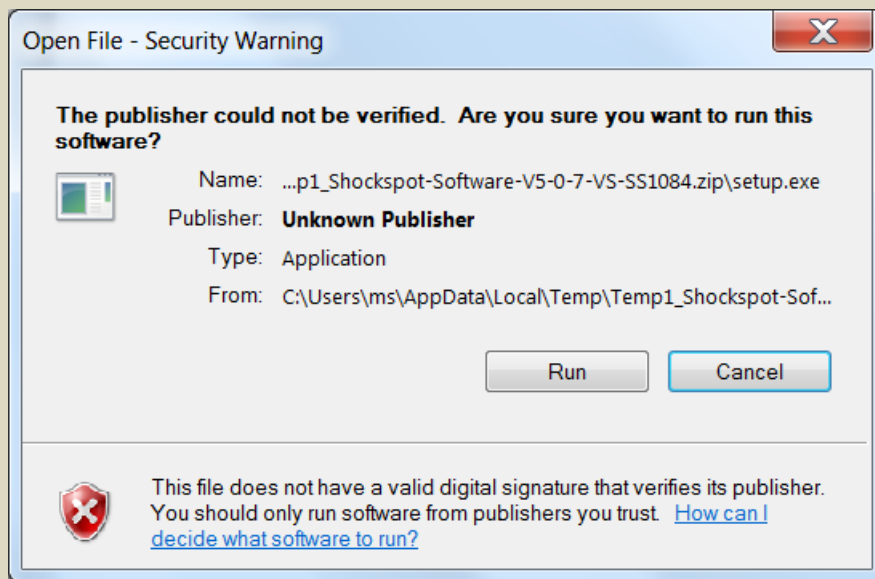 Open File - Security Warning
The publisher could not be verified.  Are you sure you want to run this
software?
Name: ...p1_Shockspot-Software-V5-0-7-VS-SS1084.zip\setup.exe
Publisher: Unknown Publisher
Type: Application
From: C:\Users\ms\AppData\Local\Temp\Temp1_Shockspot-Sof...
Run Cancel
This file does not have a valid digital signature that verifies its publisher.
You should only run software from publishers you trust.  How can I
decide what software to run?